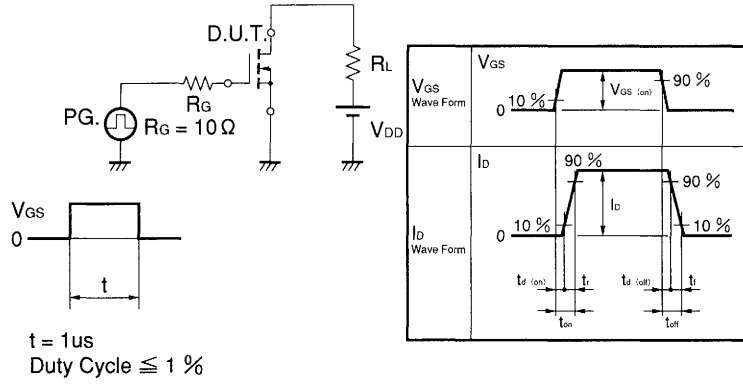 D.U.T.
RL
RG
PG.
RG = 10 Ω
VDD
VGS
0
t
t = 1us
Duty Cycle ≦ 1 %
VGS
Wave Form
VGS
90 %
VGS (on)
10 %
0
ID
Wave Form
ID
90 %
90 %
ID
10 %
10 %
0
td (on)
tr
td (off)
tf
ton
toff